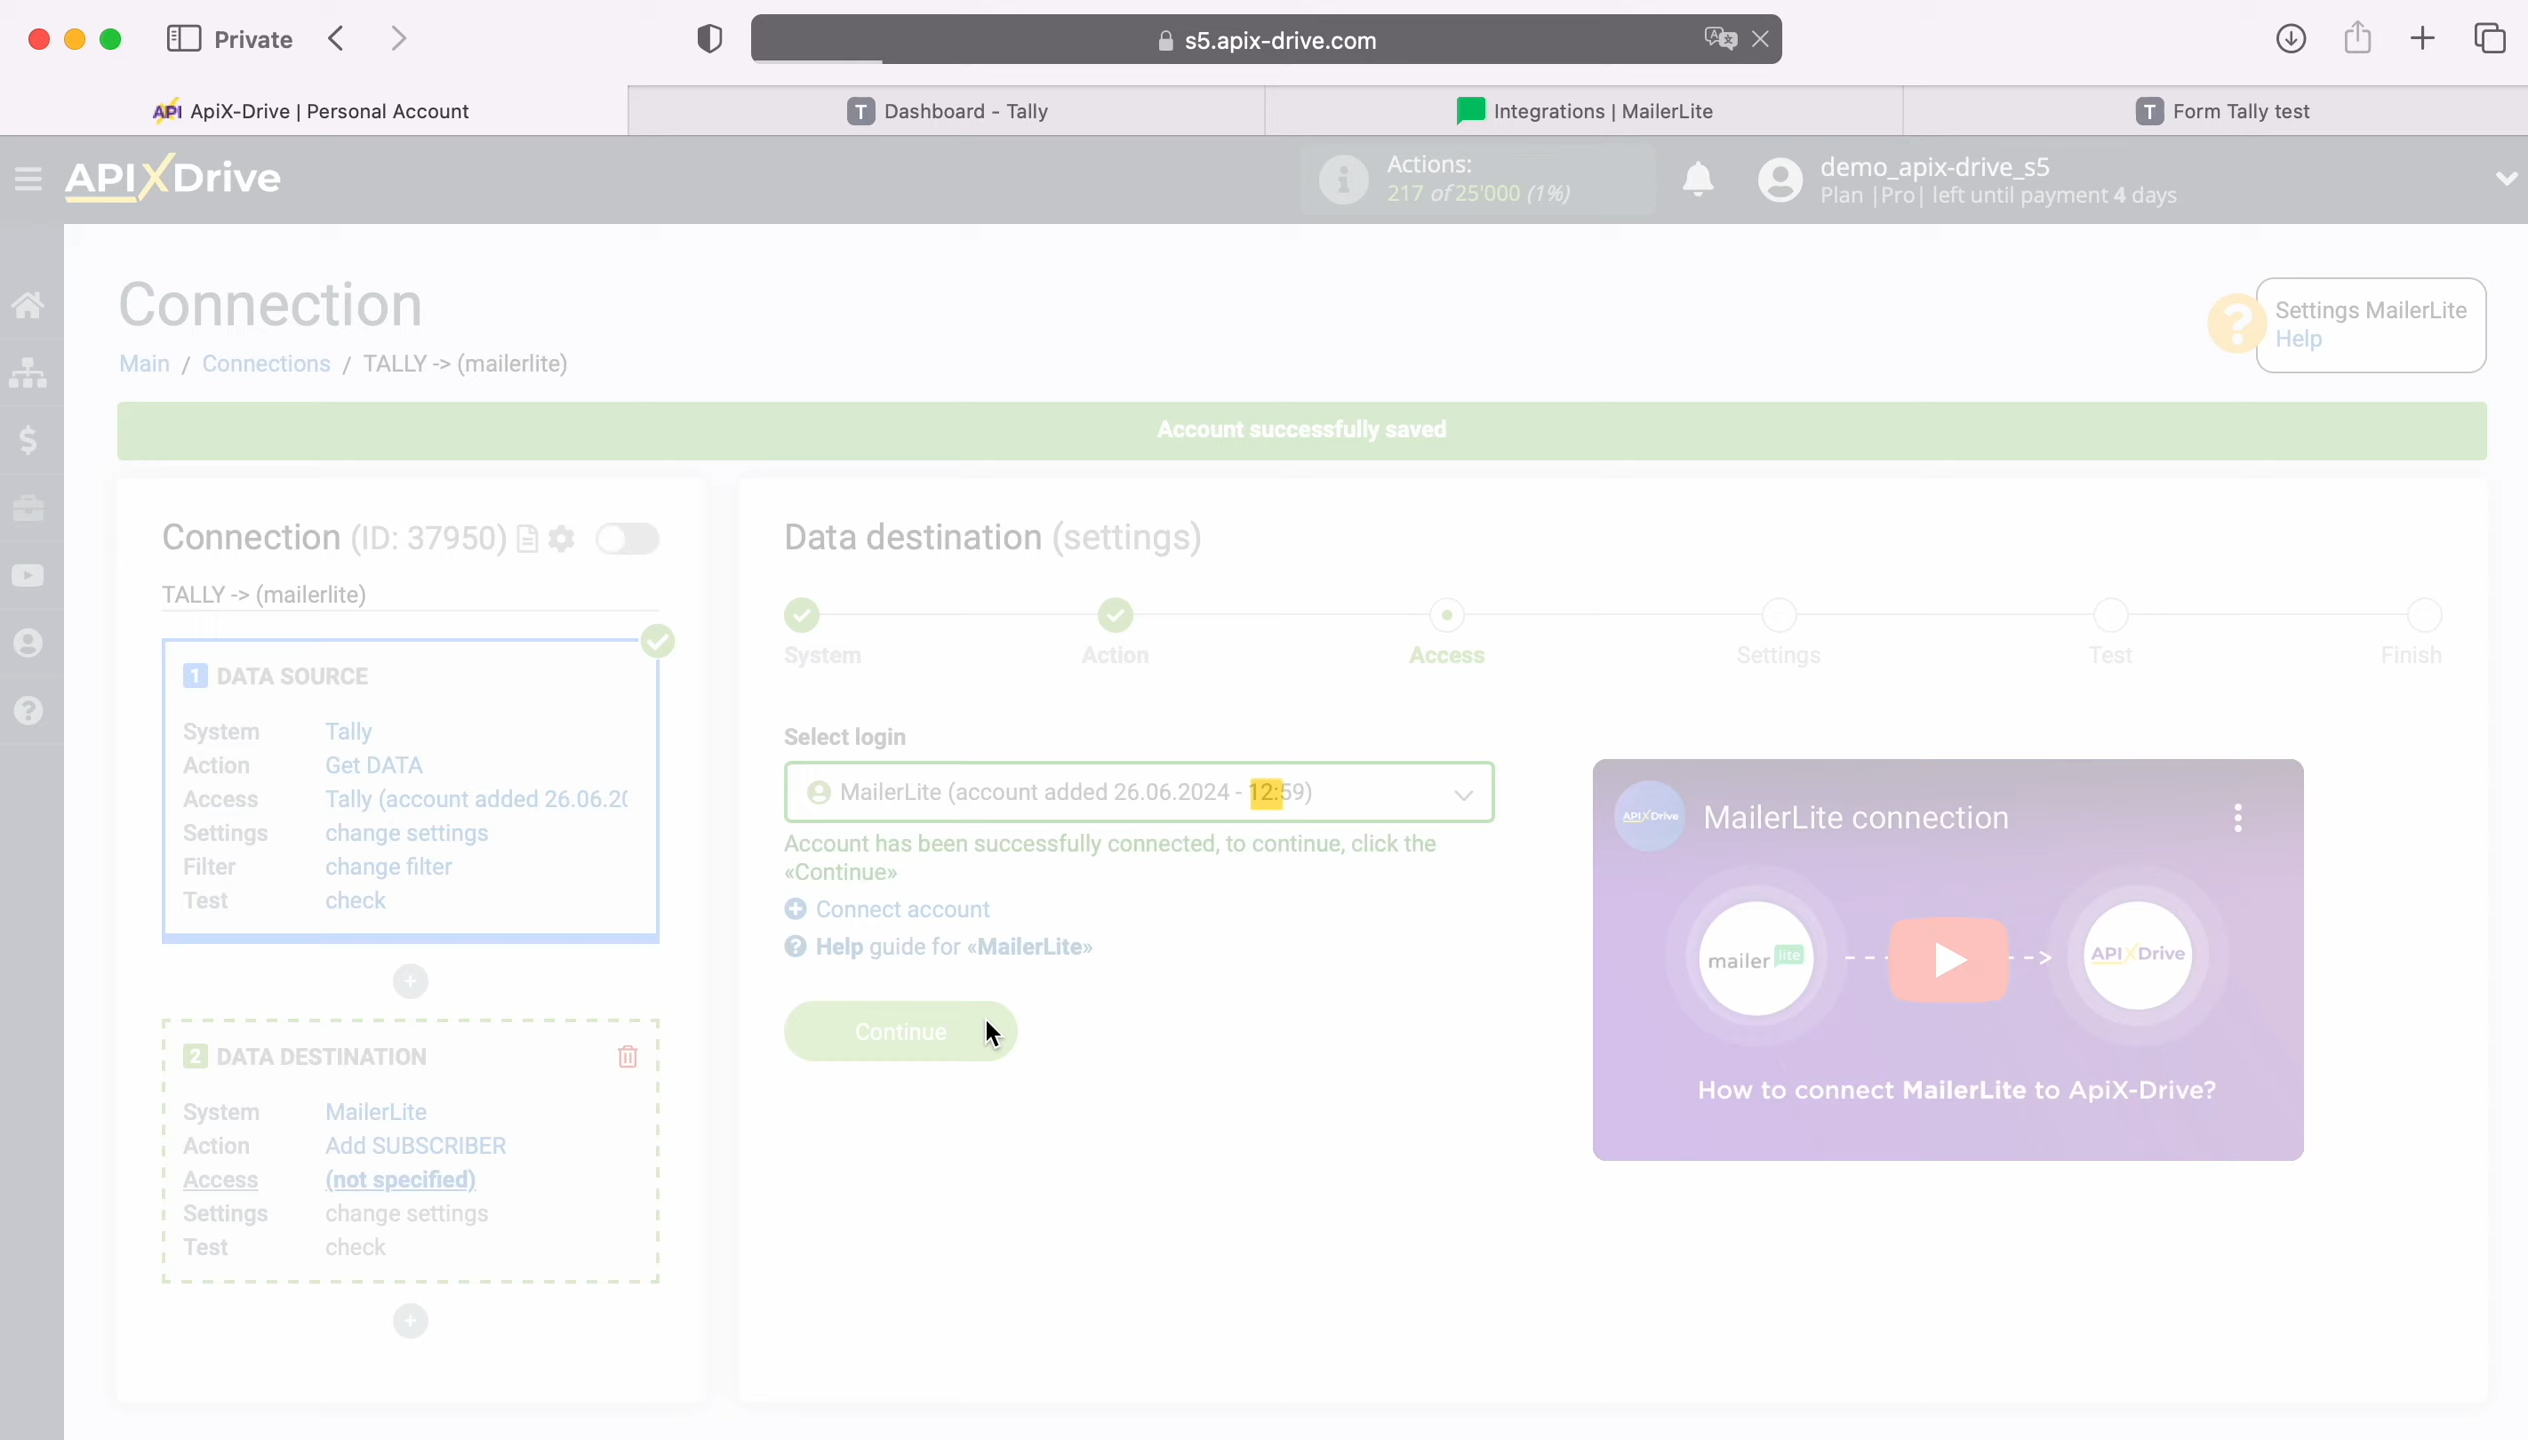 Private
s5.apix-drive.com
API ApiX-Drive | Personal Account
T Dashboard - Tally
Integrations | MailerLite
T Form Tally test
APIXDrive
Actions:
217 of 25'000 (1%)
demo_apix-drive_s5
Plan |Pro| left until payment 4 days
Connection
Main / Connections / TALLY -> (mailerlite)
Settings MailerLite
Help
Account successfully saved
Connection (ID: 37950)
TALLY -> (mailerlite)
1 DATA SOURCE
System Tally
Action Get DATA
Access Tally (account added 26.06.20
Settings change settings
Filter change filter
Test check
2 DATA DESTINATION
System MailerLite
Action Add SUBSCRIBER
Access (not specified)
Settings change settings
Test check
Data destination (settings)
System Action Access Settings Test Finish
Select login
MailerLite (account added 26.06.2024 - 12:59)
Account has been successfully connected, to continue, click the
«Continue»
Connect account
Help guide for «MailerLite»
Continue
APIXDrive
MailerLite connection
mailer lite
APIXDrive
How to connect MailerLite to ApiX-Drive?